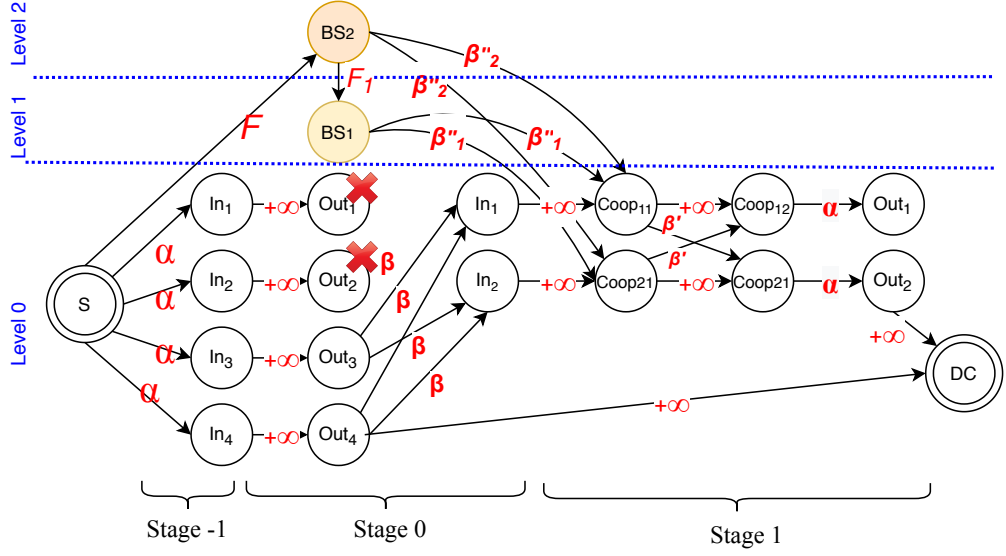 Level 2
BS2
β"₂
F₁
β"₂
Level 1
F
BS1
β"₁
β"₁
In₁
+∞
Out₁
In₁
+∞
Coop₁₁
+∞
Coop₁₂
α
Out₁
β'
α
β
β'
In₂
+∞
Out₂
In₂
+∞
Coop21
+∞
Coop21
α
Out₂
Level 0
S
α
β
+∞
α
In₃
+∞
Out₃
β
DC
α
β
+∞
In₄
+∞
Out₄
Stage -1
Stage 0
Stage 1